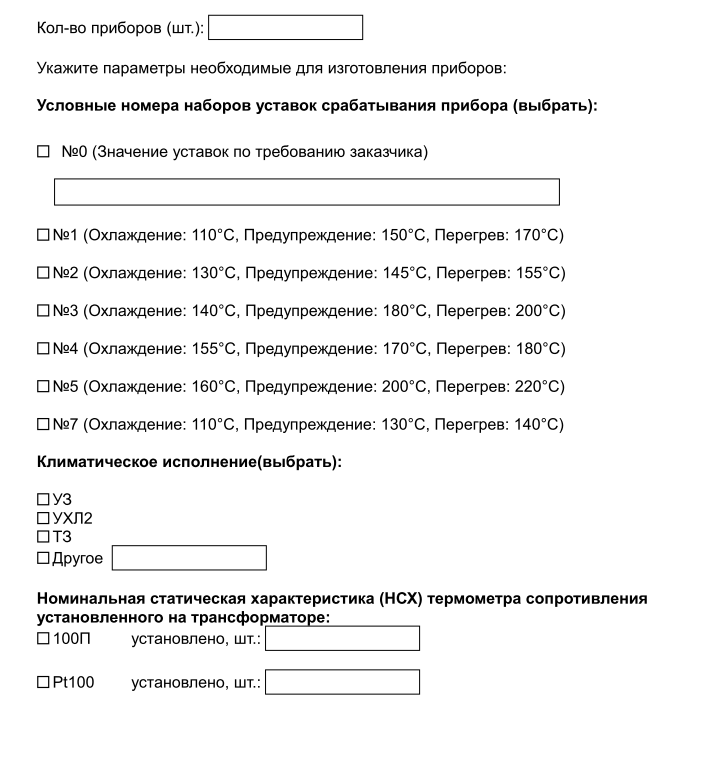 Кол-во приборов (шт.):
Укажите параметры необходимые для изготовления приборов:
Условные номера наборов уставок срабатывания прибора (выбрать):
№0 (Значение уставок по требованию заказчика)
№1 (Охлаждение: 110°С, Предупреждение: 150°С, Перегрев: 170°С)
№2 (Охлаждение: 130°С, Предупреждение: 145°С, Перегрев: 155°С)
№3 (Охлаждение: 140°С, Предупреждение: 180°С, Перегрев: 200°С)
№4 (Охлаждение: 155°С, Предупреждение: 170°С, Перегрев: 180°С)
№5 (Охлаждение: 160°С, Предупреждение: 200°С, Перегрев: 220°С)
№7 (Охлаждение: 110°С, Предупреждение: 130°С, Перегрев: 140°С)
Климатическое исполнение(выбрать):
У3
УХЛ2
Т3
Другое
Номинальная статическая характеристика (НСХ) термометра сопротивления
установленного на трансформаторе:
100П установлено, шт.:
Pt100 установлено, шт.: